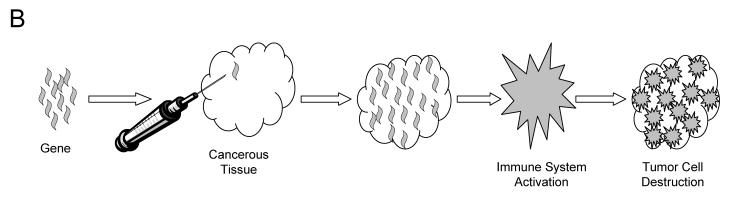 B
Gene
Cancerous
Tissue
Immune System
Activation
Tumor Cell
Destruction